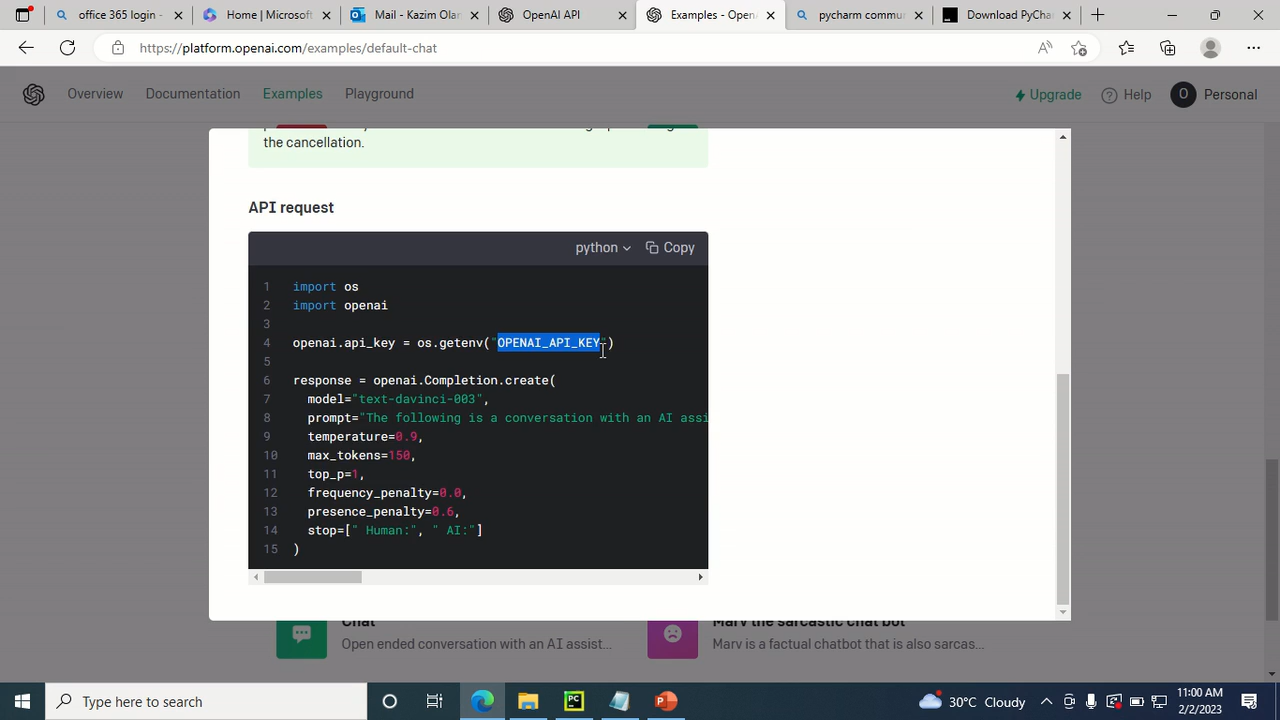 office 365 login -
Home | Microsoft
Mail - Kazim Olan
OpenAI API
Examples - Open
pycharm commu
Download PyCha
https://platform.openai.com/examples/default-chat
Overview
Documentation
Examples
Playground
Upgrade
Help
O
Personal
the cancellation.
API request
python
Copy
1 import os
2 import openai
3
4 openai.api_key = os.getenv("OPENAI_API_KEY")
5
6 response = openai.Completion.create(
7 model="text-davinci-003",
8 prompt="The following is a conversation with an AI assi
9 temperature=0.9,
10 max_tokens=150,
11 top_p=1,
12 frequency_penalty=0.0,
13 presence_penalty=0.6,
14 stop=[" Human:", " AI:"]
15 )
Chat
Open ended conversation with an AI assist...
Marv the sarcastic chat bot
Marv is a factual chatbot that is also sarcas...
Type here to search
30°C Cloudy
11:00 AM
2/2/2023